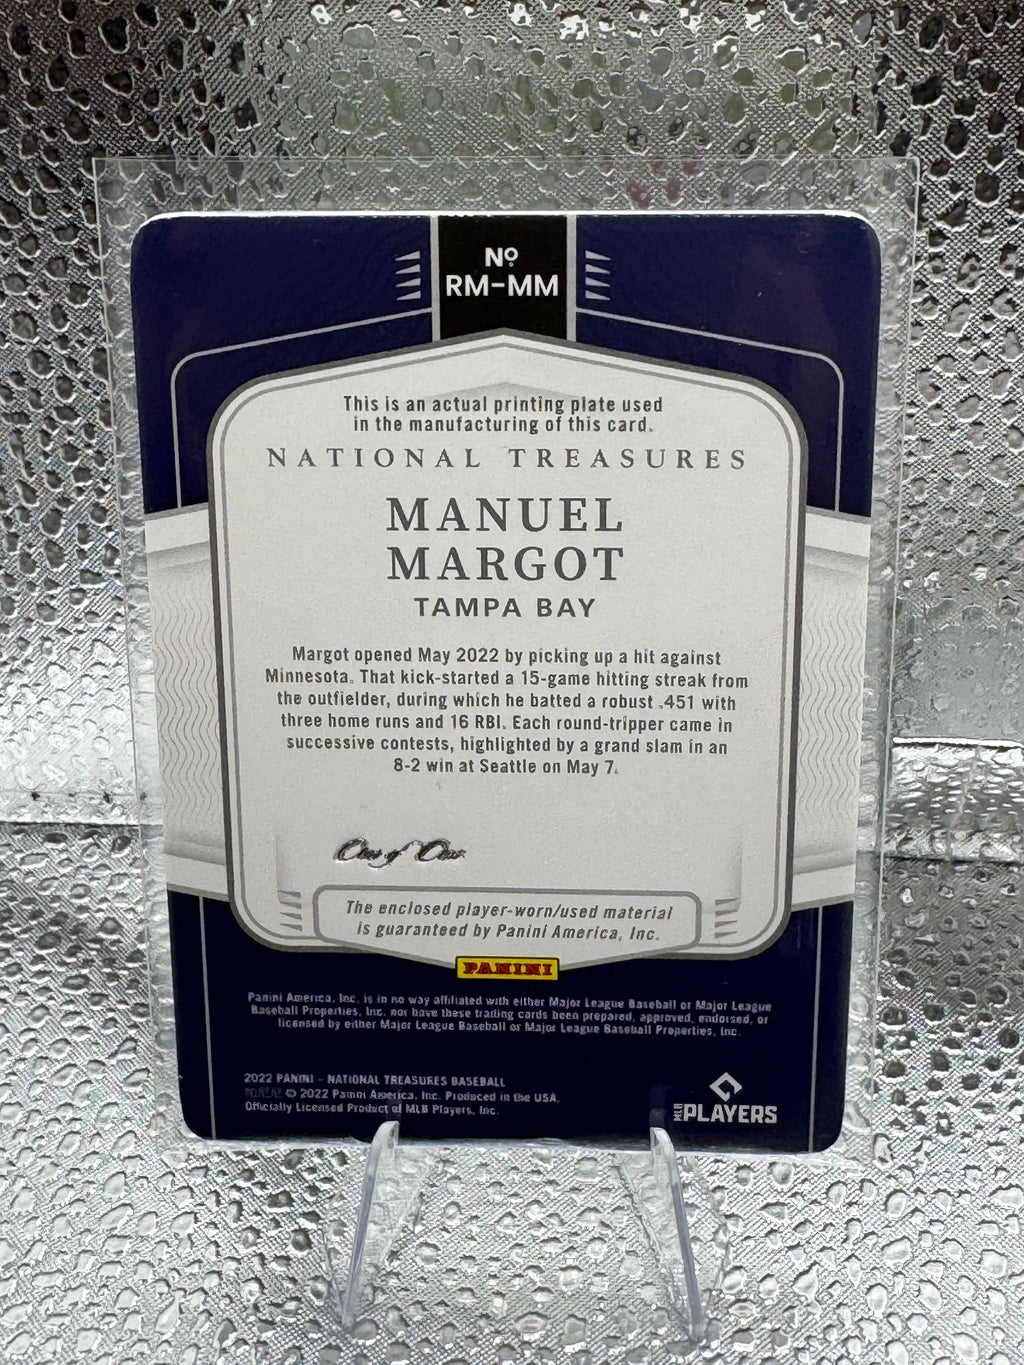 Nº
RM-MM
This is an actual printing plate used
in the manufacturing of this card.
NATIONAL TREASURES
MANUEL
MARGOT
TAMPA BAY
Margot opened May 2022 by picking up a hit against
Minnesota. That kick-started a 15-game hitting streak from
the outfielder, during which he batted a robust .451 with
three home runs and 16 RBI. Each round-tripper came in
successive contests, highlighted by a grand slam in an
8-2 win at Seattle on May 7.
One of One
The enclosed player-worn/used material
is guaranteed by Panini America, Inc.
PANINI
Panini America, Inc. is in no way affiliated with either Major League Baseball or Major League
Baseball Properties, Inc. nor have these trading cards been prepared, approved, endorsed, or
licensed by either Major League Baseball or Major League Baseball Properties, Inc.
2022 PANINI - NATIONAL TREASURES BASEBALL
© 2022 Panini America, Inc. Produced in the USA.
Officially Licensed Product of MLB Players, Inc.
MLB PLAYERS